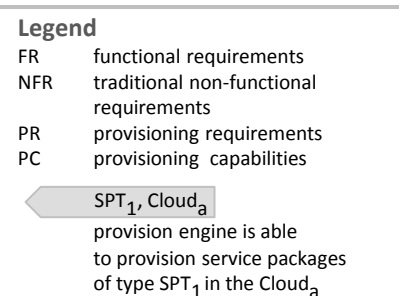 Legend
FR functional requirements
NFR traditional non-functional
requirements
PR provisioning requirements
PC provisioning capabilities
SPT1, Clouda
provision engine is able
to provision service packages
of type SPT1 in the Clouda